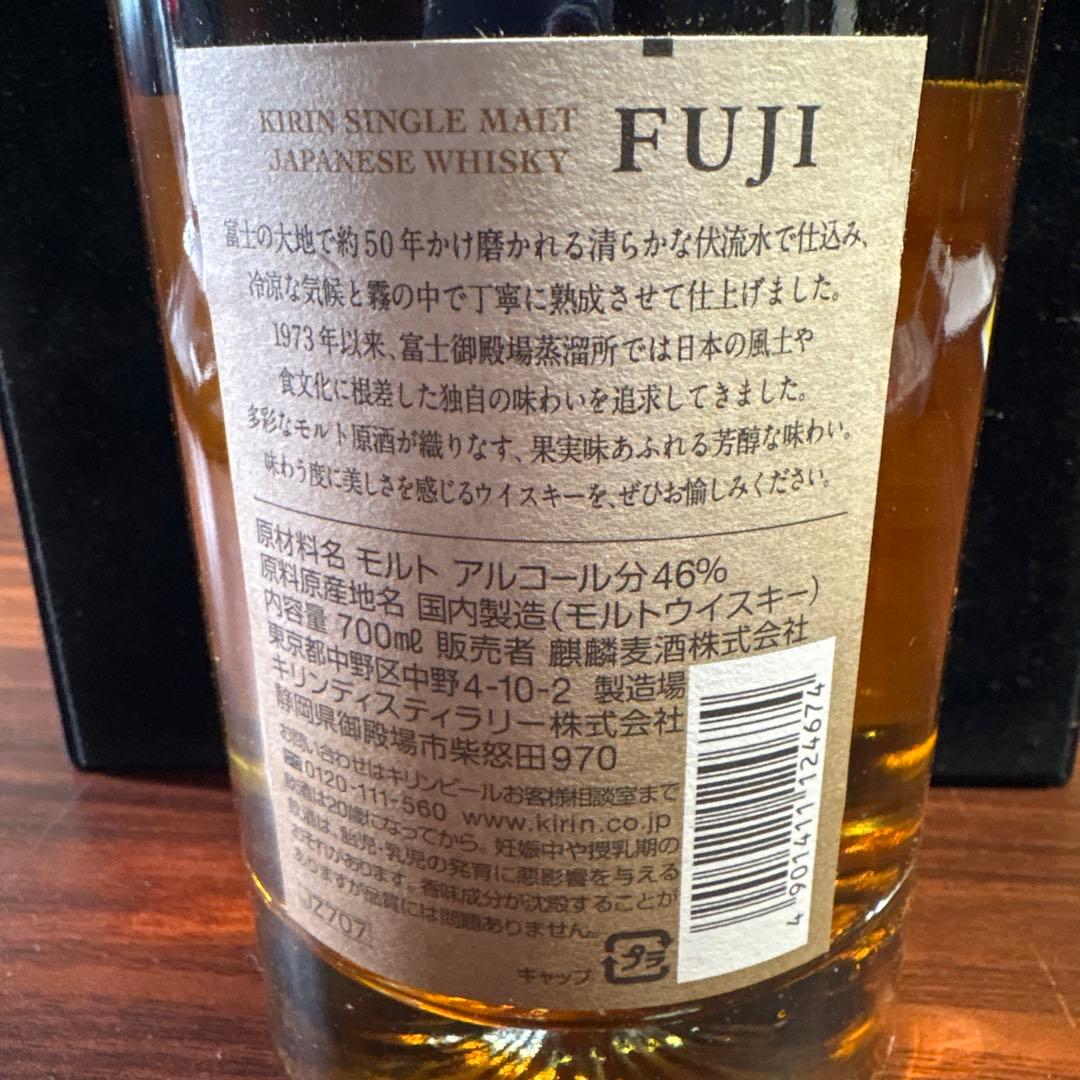 KIRIN SINGLE MALT
JAPANESE WHISKY
FUJI
富士の大地で約50年かけ磨かれる清らかな伏流水で仕込み、
冷涼な気候と霧の中で丁寧に熟成させて仕上げました。
1973年以来、富士御殿場蒸溜所では日本の風土や
食文化に根差した独自の味わいを追求してきました。
多彩なモルト原酒が織りなす、果実味あふれる芳醇な味わい。
味わう度に美しさを感じるウイスキーを、ぜひお愉しみください。
原材料名 モルト アルコール分46%
原料原産地名 国内製造(モルトウイスキー)
内容量 700mℓ 販売者 麒麟麦酒株式会社
東京都中野区中野4-10-2 製造場
キリンディスティラリー株式会社
静岡県御殿場市柴怒田970
お問い合わせはキリンビールお客様相談室まで
0120-111-560 www.kirin.co.jp
飲酒は20歳になってから。妊娠中や授乳期の
飲酒は、胎児・乳児の発育に悪影響を与える
おそれがあります。香味成分が沈殿することが
ありますが品質には問題ありません。
JZ707
キャップ プラ
4 901411 124674